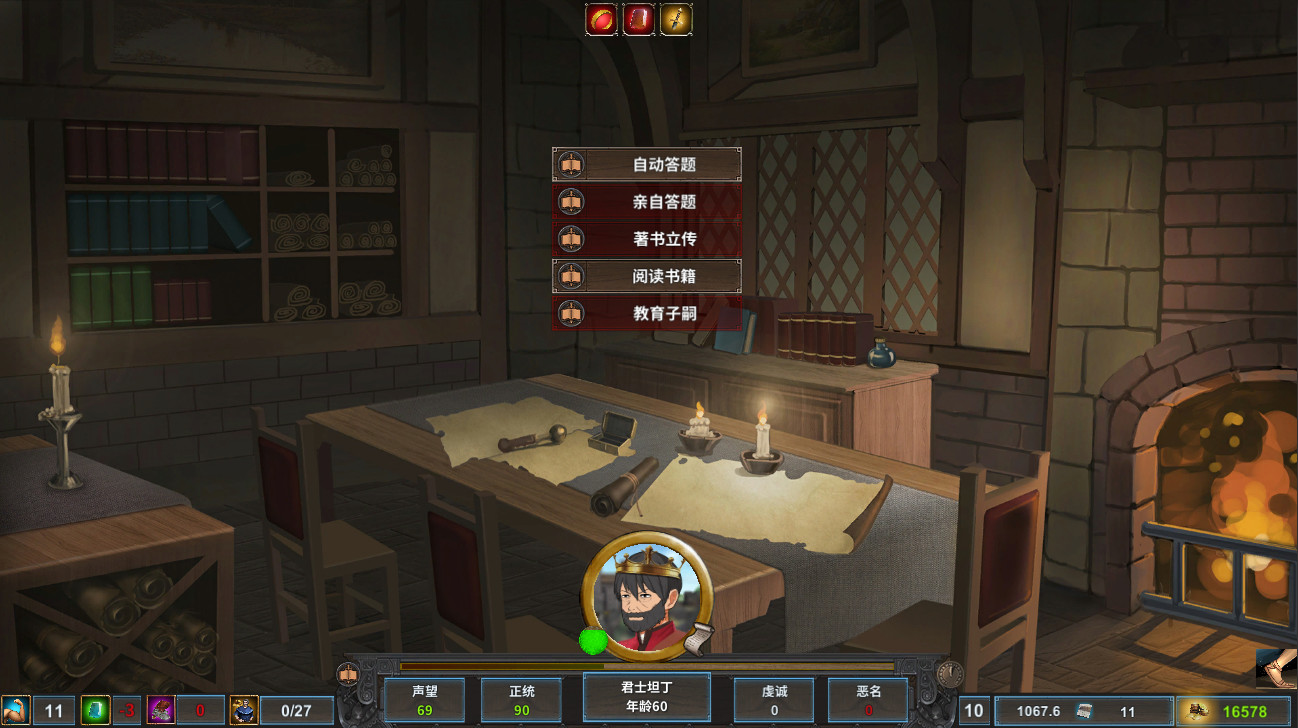 自动答题
亲自答题
著书立传
阅读书籍
教育子嗣
声望
69
正统
90
君士坦丁
年龄60
虔诚
0
恶名
0
11
-3
0
0/27
10
1067.6
11
16578